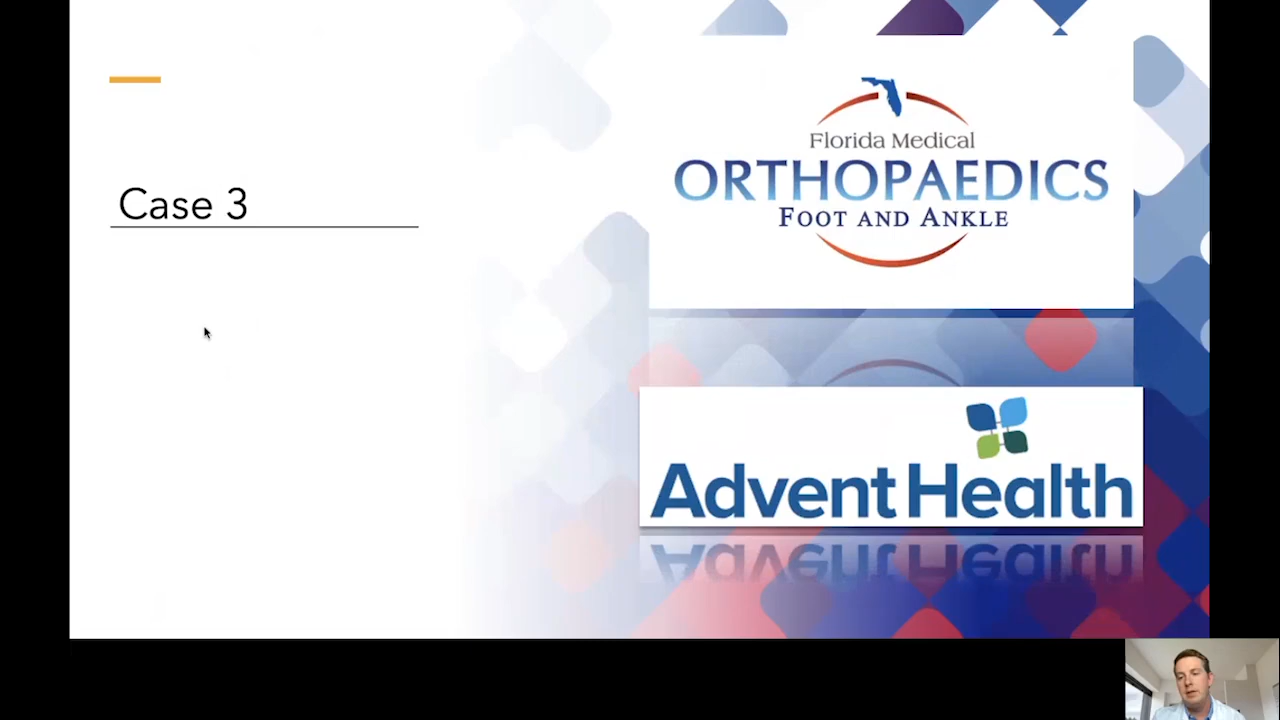 Case 3
Florida Medical
ORTHOPAEDICS
FOOT AND ANKLE
AdventHealth